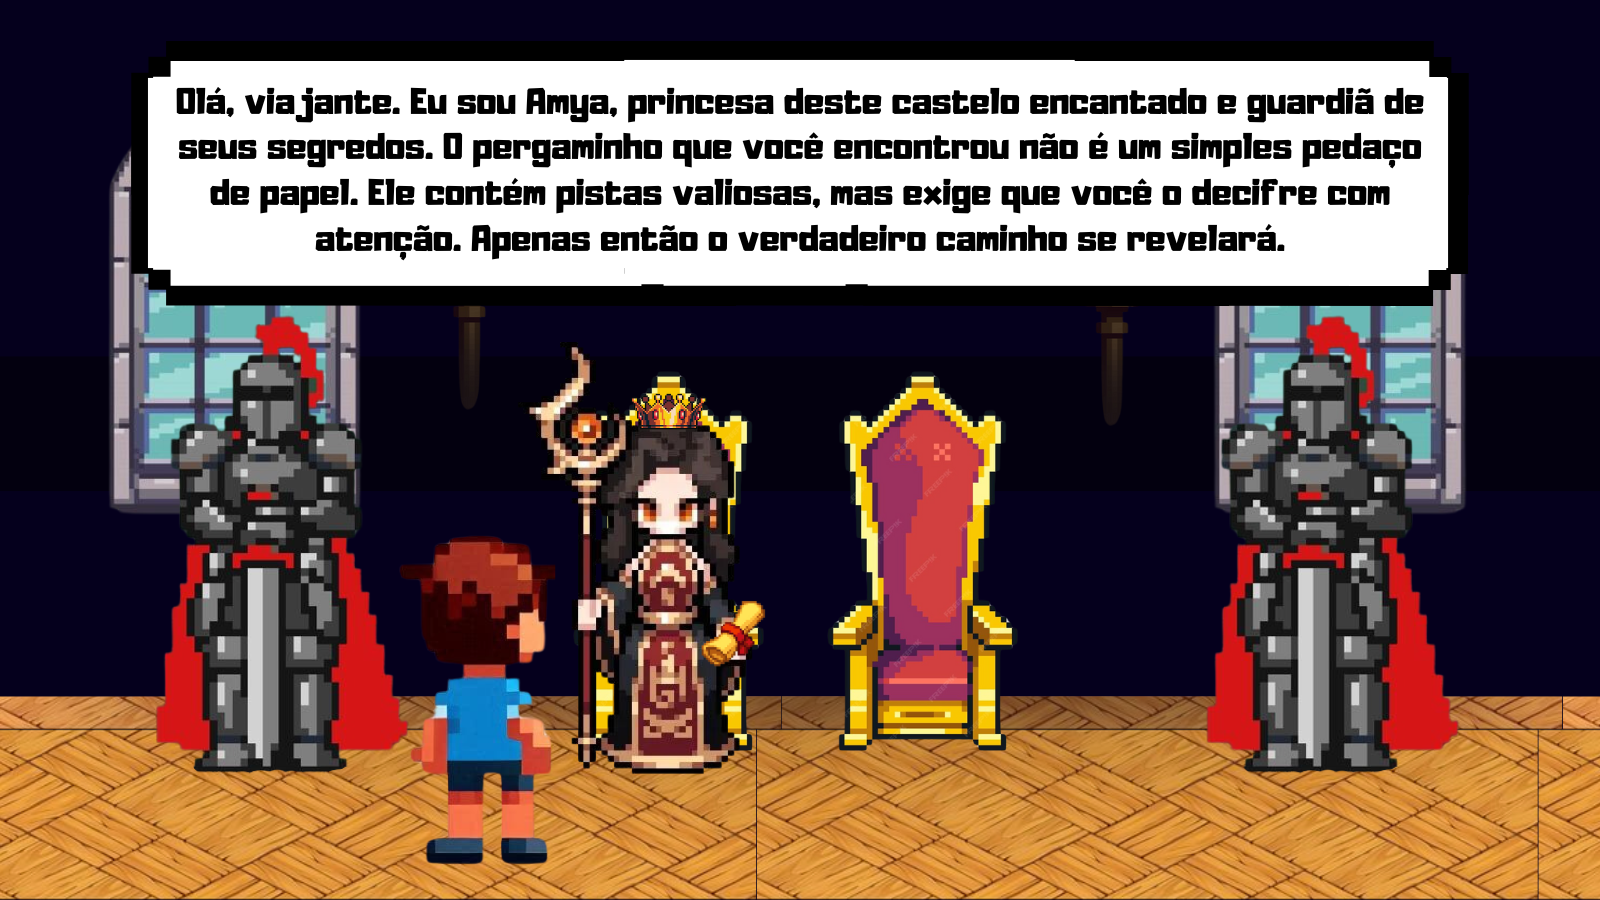 Olá, viajante. Eu sou Amya, princesa deste castelo encantado e guardiã de
seus segredos. O pergaminho que você encontrou não é um simples pedaço
de papel. Ele contém pistas valiosas, mas exige que você o decifre com
atenção. Apenas então o verdadeiro caminho se revelará.